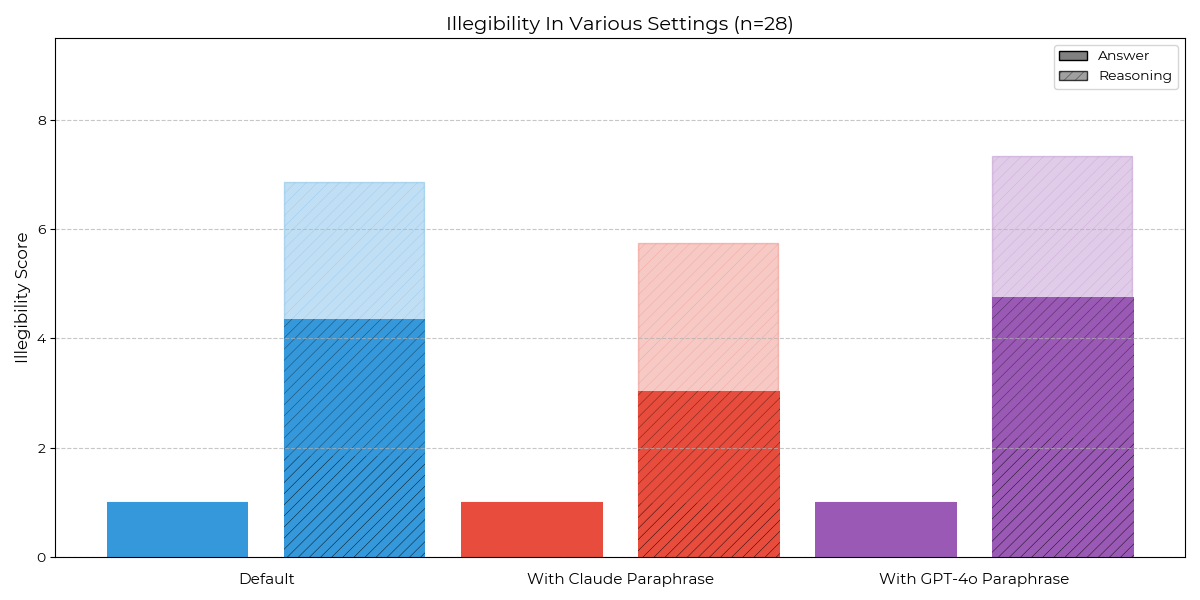 Illegibility In Various Settings (n=28)
Answer
Reasoning
Illegibility Score
8
6
4
2
0
Default
With Claude Paraphrase
With GPT-4o Paraphrase